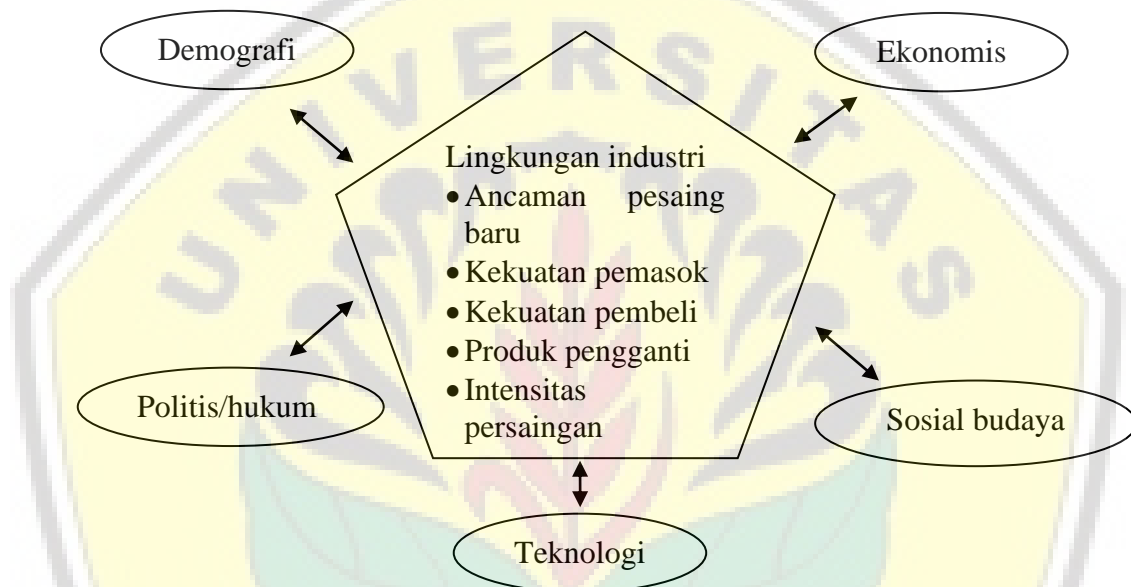 UNIVERSITAS
Demografi
Ekonomis
Lingkungan industri
•Ancaman pesaing
baru
•Kekuatan pemasok
•Kekuatan pembeli
•Produk pengganti
•Intensitas
persaingan
Politis/hukum
Sosial budaya
Teknologi